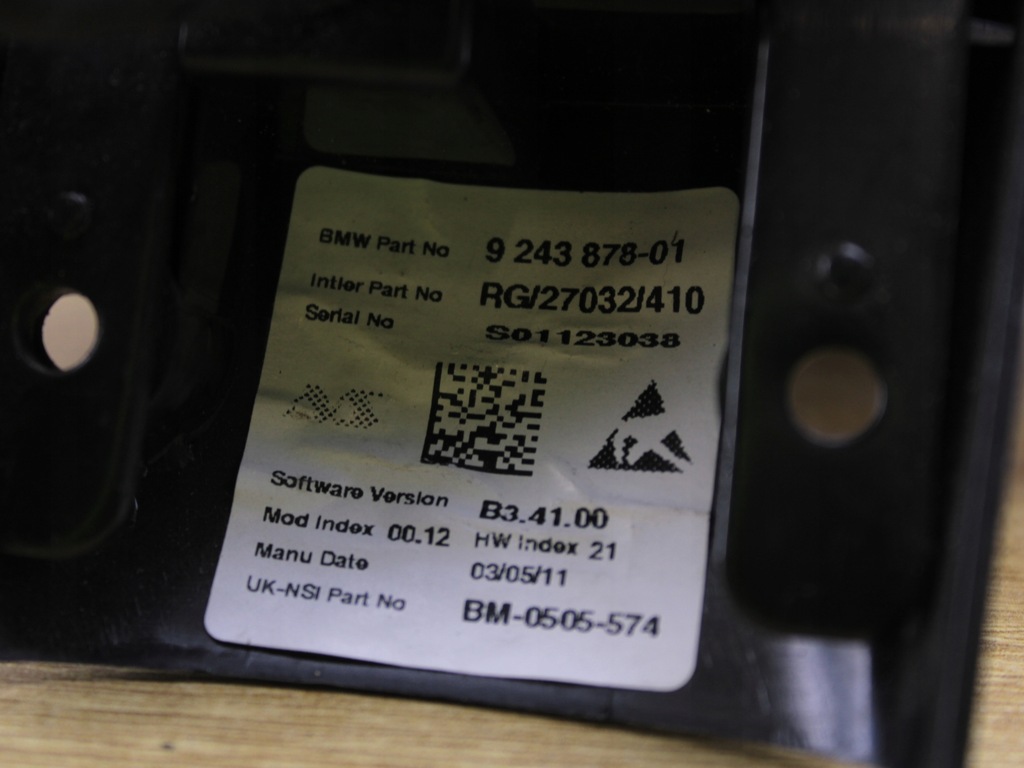 BMW Part No 9 243 878-01
Intier Part No RG/27032/410
Serial No S01123038
Software Version B3.41.00
Mod Index 00.12 HW Index 21
Manu Date 03/05/11
UK-NSI Part No BM-0505-574